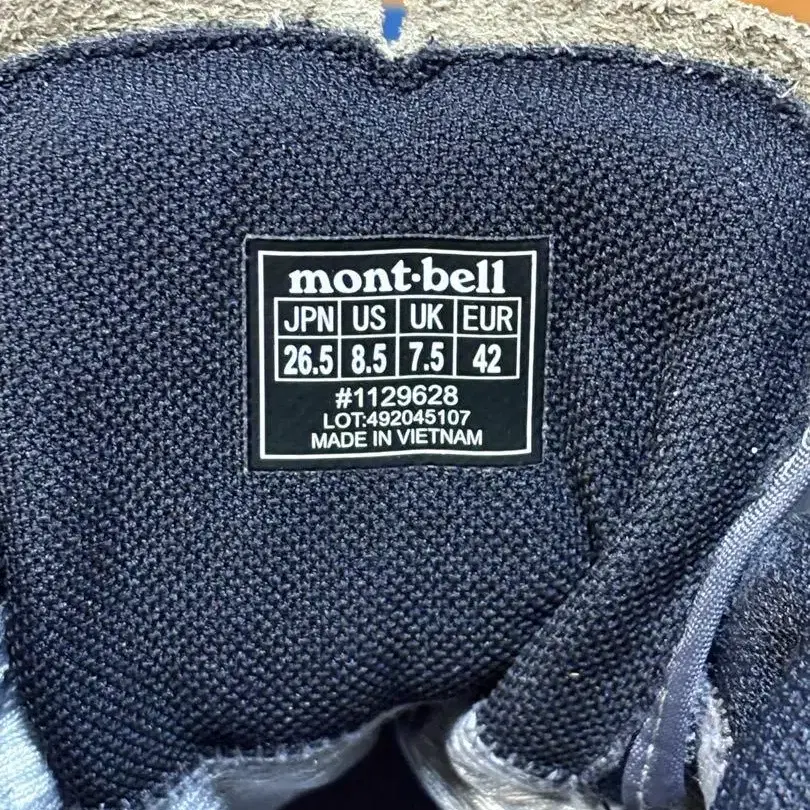 mont·bell
JPN US UK EUR
26.5 8.5 7.5 42
#1129628
LOT:492045107
MADE IN VIETNAM